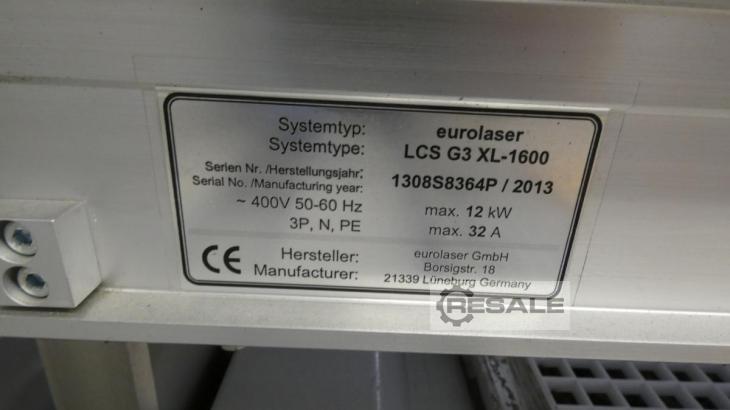 Systemtyp: eurolaser
Systemtype: LCS G3 XL-1600
Serien Nr. /Herstellungsjahr:
Serial No. /Manufacturing year: 1308S8364P / 2013
~ 400V 50-60 Hz max. 12 kW
3P, N, PE max. 32 A
CE
Hersteller: eurolaser GmbH
Manufacturer: Borsigstr. 18
21339 Lüneburg Germany
RESALE